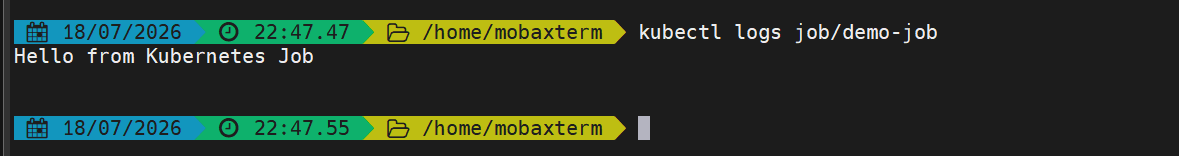 18/07/2026 22:47.47 /home/mobaxterm kubectl logs job/demo-job
Hello from Kubernetes Job
18/07/2026 22:47.55 /home/mobaxterm